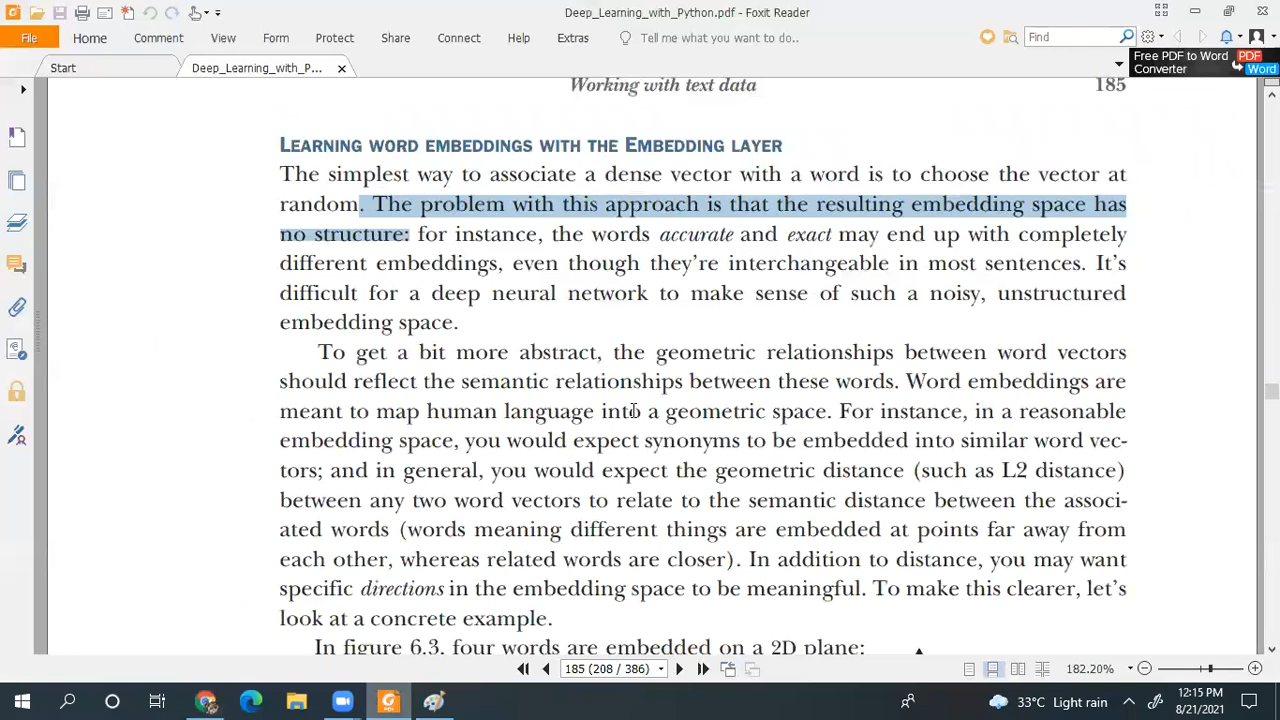 Deep_Learning_with_Python.pdf - Foxit Reader
File Home Comment View Form Protect Share Connect Help Extras Tell me what you want to do.. Find
Start Deep_Learning_with_P...
Free PDF to Word Converter PDF Word
Working with text data 185
LEARNING WORD EMBEDDINGS WITH THE EMBEDDING LAYER
The simplest way to associate a dense vector with a word is to choose the vector at
random. The problem with this approach is that the resulting embedding space has
no structure: for instance, the words accurate and exact may end up with completely
different embeddings, even though they're interchangeable in most sentences. It's
difficult for a deep neural network to make sense of such a noisy, unstructured
embedding space.
To get a bit more abstract, the geometric relationships between word vectors
should reflect the semantic relationships between these words. Word embeddings are
meant to map human language into a geometric space. For instance, in a reasonable
embedding space, you would expect synonyms to be embedded into similar word vec-
tors; and in general, you would expect the geometric distance (such as L2 distance)
between any two word vectors to relate to the semantic distance between the associ-
ated words (words meaning different things are embedded at points far away from
each other, whereas related words are closer). In addition to distance, you may want
specific directions in the embedding space to be meaningful. To make this clearer, let's
look at a concrete example.
In figure 6.3, four words are embedded on a 2D plane:
185 (208 / 386) 182.20%
33°C Light rain 12:15 PM
8/21/2021